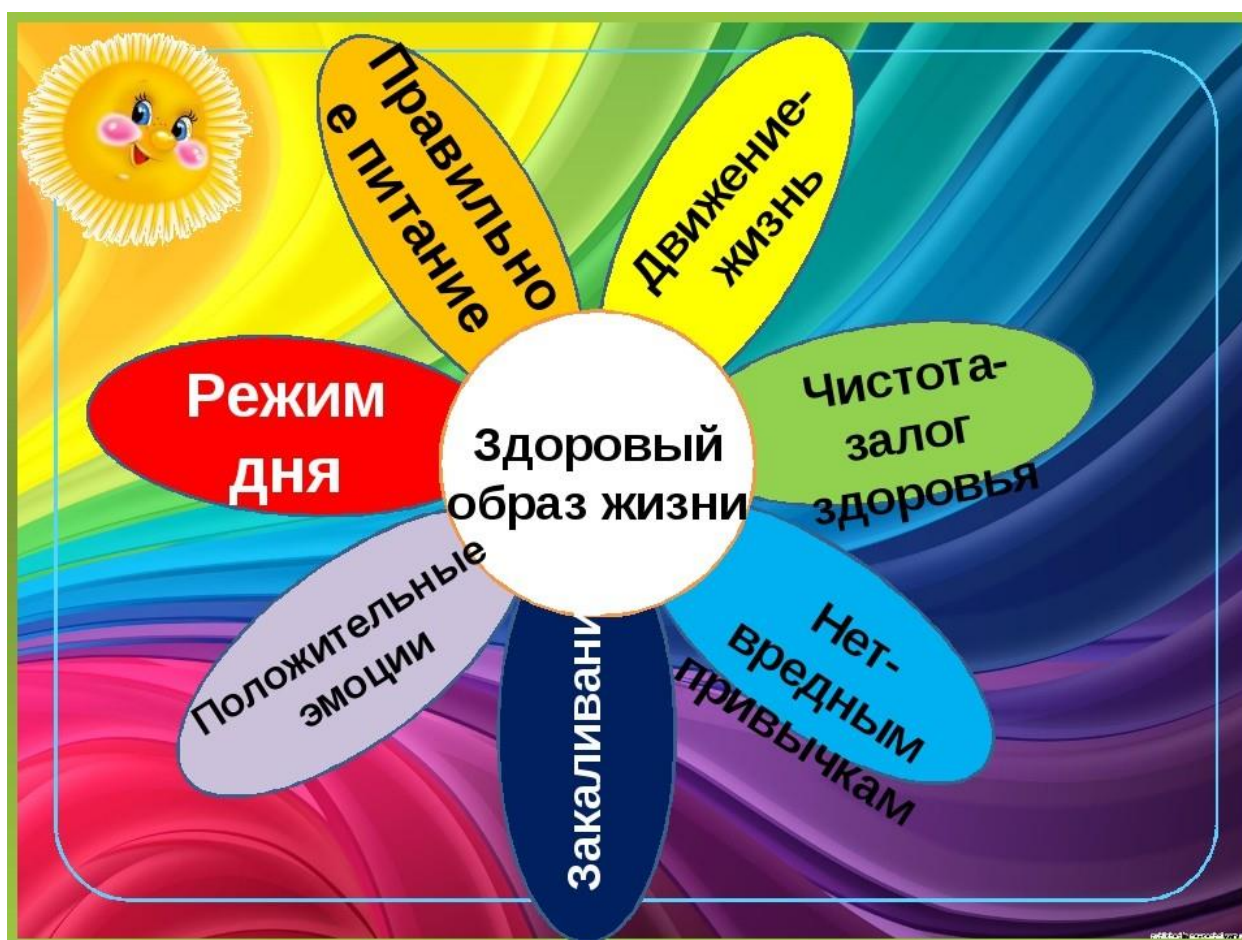 Правильно
е питание
Движение-
жизнь
Режим
дня
Чистота-
залог
здоровья
Здоровый
образ жизни
Положительные
эмоции
Закаливани
Нет-
вредным
привычкам